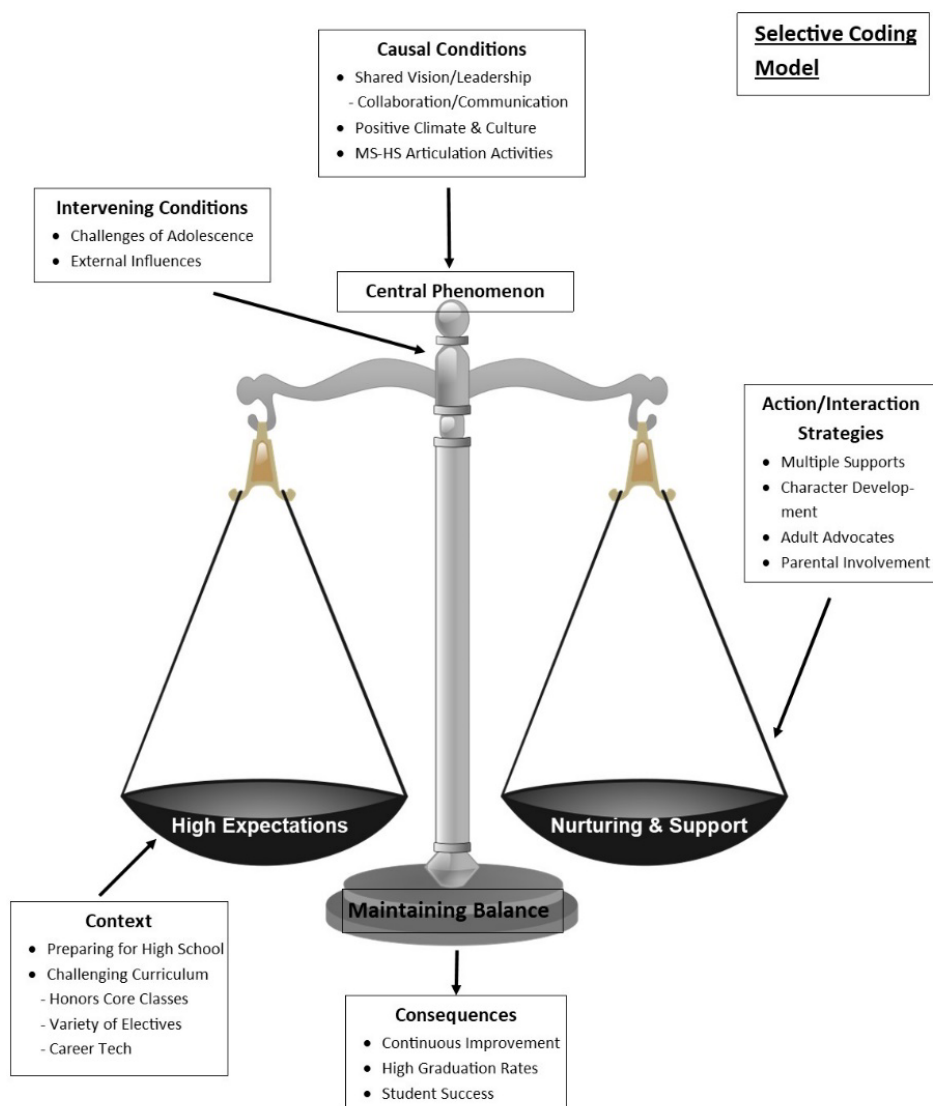 Selective Coding
Model
Causal Conditions
• Shared Vision/Leadership
- Collaboration/Communication
• Positive Climate & Culture
• MS-HS Articulation Activities
Intervening Conditions
• Challenges of Adolescence
• External Influences
Central Phenomenon
Action/Interaction
Strategies
• Multiple Supports
• Character Develop-
ment
• Adult Advocates
• Parental Involvement
High Expectations
Nurturing & Support
Maintaining Balance
Context
• Preparing for High School
• Challenging Curriculum
- Honors Core Classes
- Variety of Electives
- Career Tech
Consequences
• Continuous Improvement
• High Graduation Rates
• Student Success